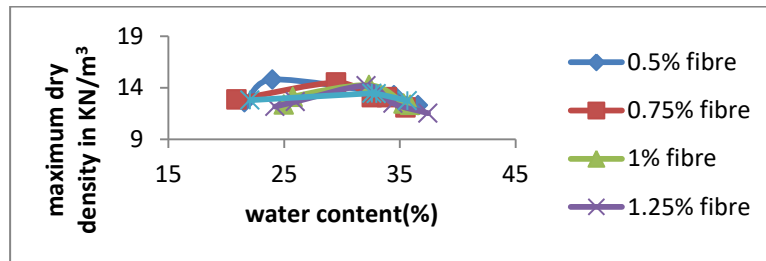 maximum dry
density in KN/m³
19
14
9
15 25 35 45
water content(%)
0.5% fibre
0.75% fibre
1% fibre
1.25% fibre